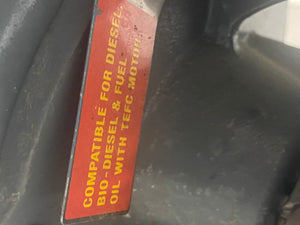 COMPATIBLE FOR DIESEL
BIO-DIESEL & FUEL
OIL WITH TEFC MOTOR